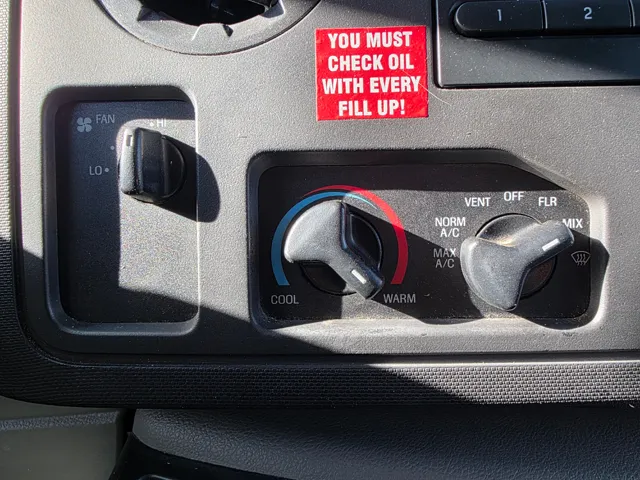 1 2
YOU MUST
CHECK OIL
WITH EVERY
FILL UP!
FAN
HI
LO
COOL
WARM
MAX
A/C
NORM
A/C
VENT
OFF
FLR
MIX